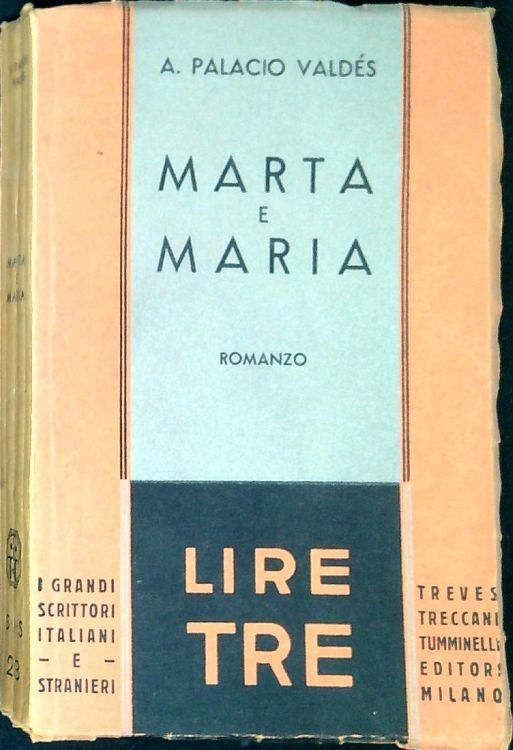 A. PALACIO VALDÉS
MARTA
E
MARIA
ROMANZO
LIRE
TRE
I GRANDI
SCRITTORI
ITALIANI
- E -
STRANIERI
TREVES
TRECCANI
TUMMINELLI
EDITORI
MILANO
MARTA
MARIA
23